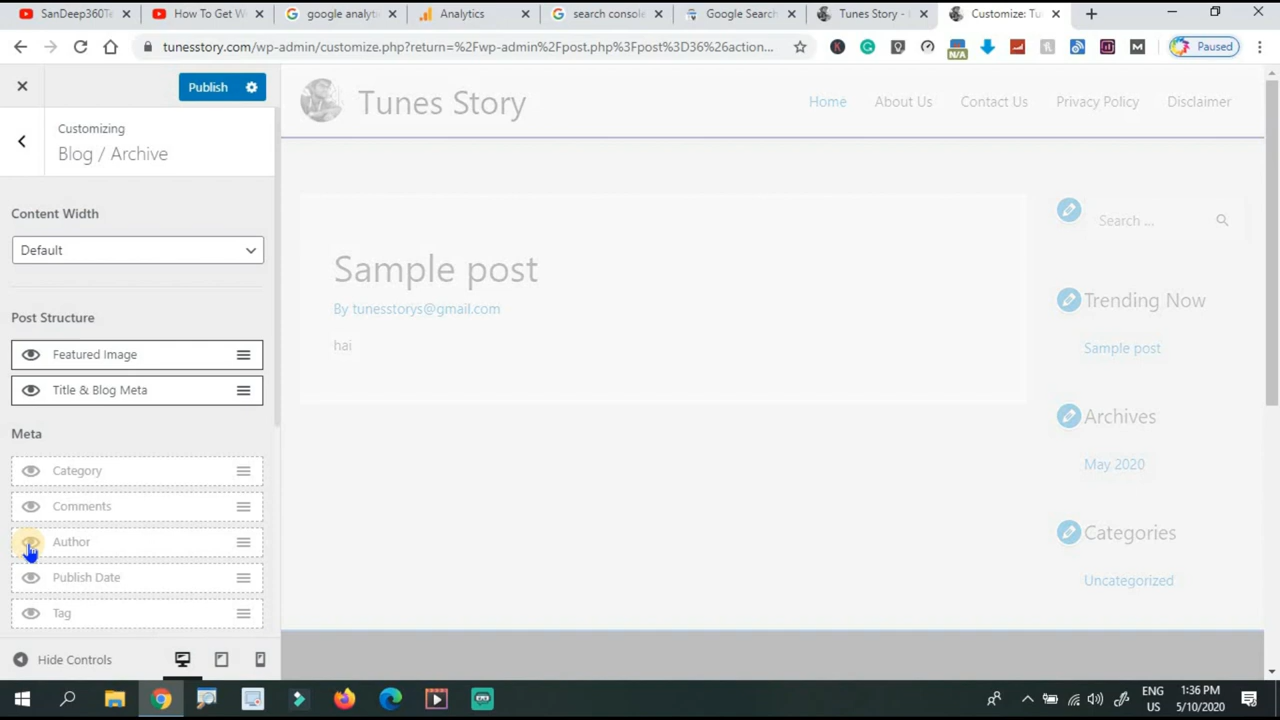 SanDeep360Te
How To Get W
google analyti
Analytics
search console
Google Searc
Tunes Story -
Customize: Tu
tunesstory.com/wp-admin/customize.php?return=%2Fwp-admin%2Fpost.php%3Fpost%3D36%26action...
N/A
Paused
Publish
Customizing
Blog / Archive
Content Width
Default
Post Structure
Featured Image
Title & Blog Meta
Meta
Category
Comments
Author
Publish Date
Tag
Hide Controls
Tunes Story
Home
About Us
Contact Us
Privacy Policy
Disclaimer
Sample post
By tunesstorys@gmail.com
hai
Search ...
Trending Now
Sample post
Archives
May 2020
Categories
Uncategorized
ENG
US
1:36 PM
5/10/2020